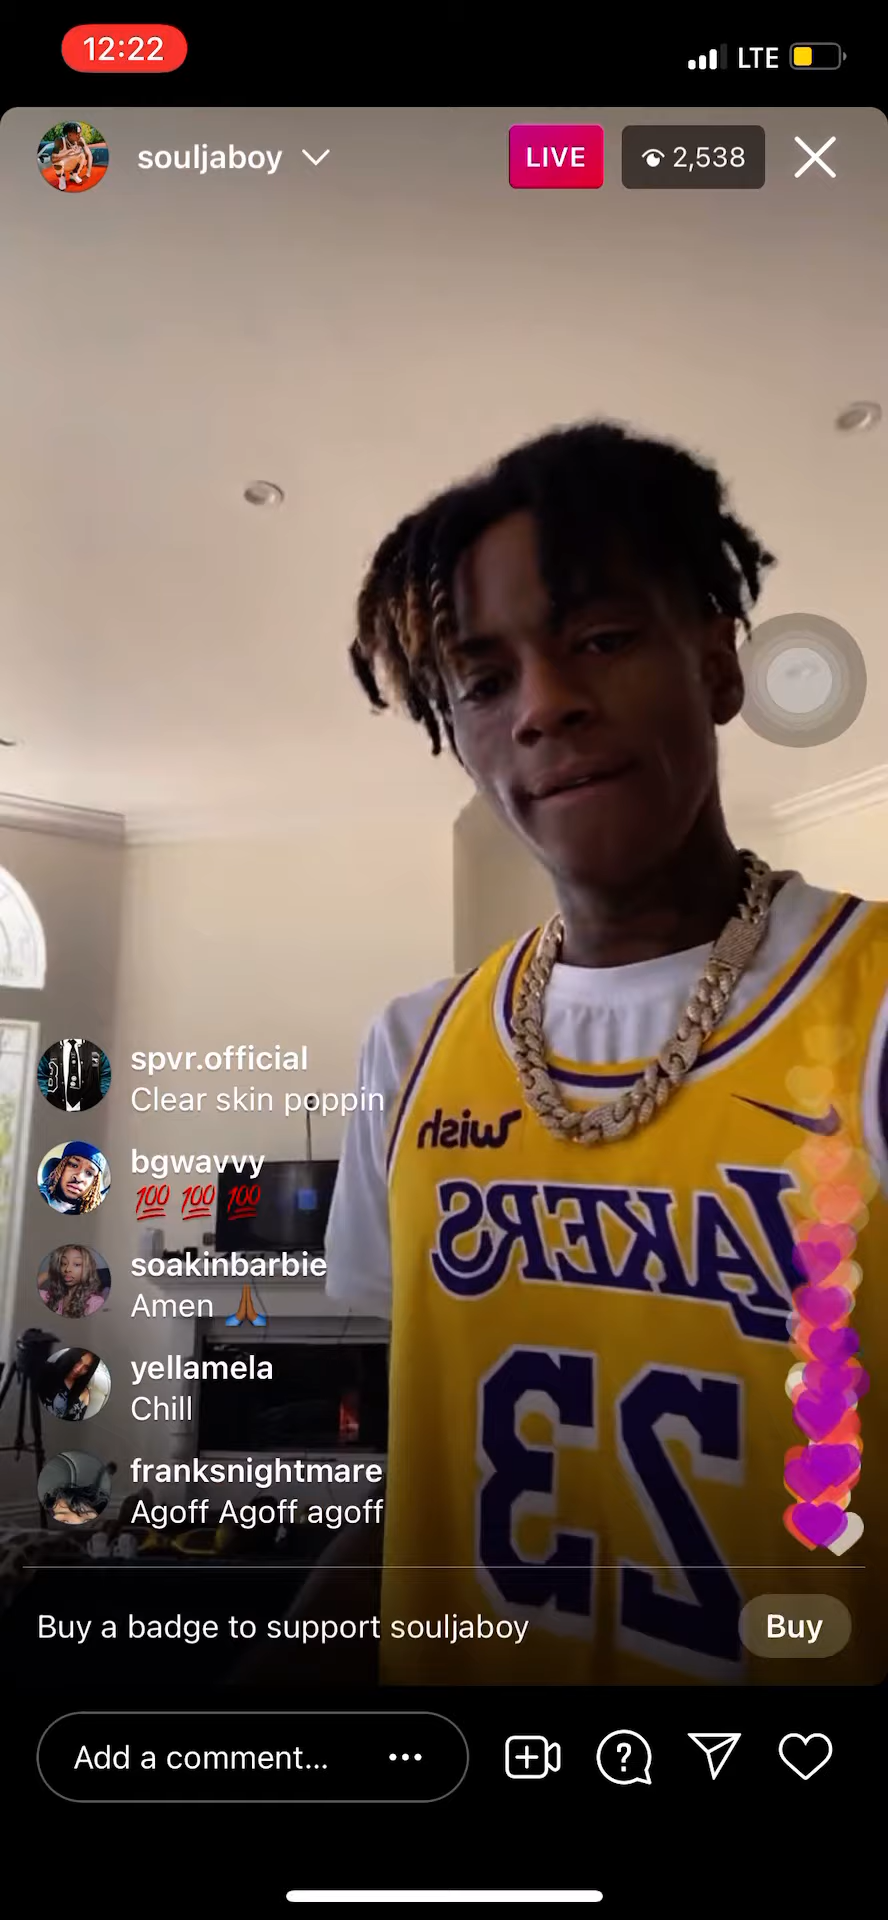 12:22
LTE
souljaboy
LIVE
2,538
wish
LAKERS
23
spvr.official
Clear skin poppin
bgwavvy
💯 💯 💯
soakinbarbie
Amen 🙏🏾
yellamela
Chill
franksnightmare
Agoff Agoff agoff
Buy a badge to support souljaboy
Buy
Add a comment...